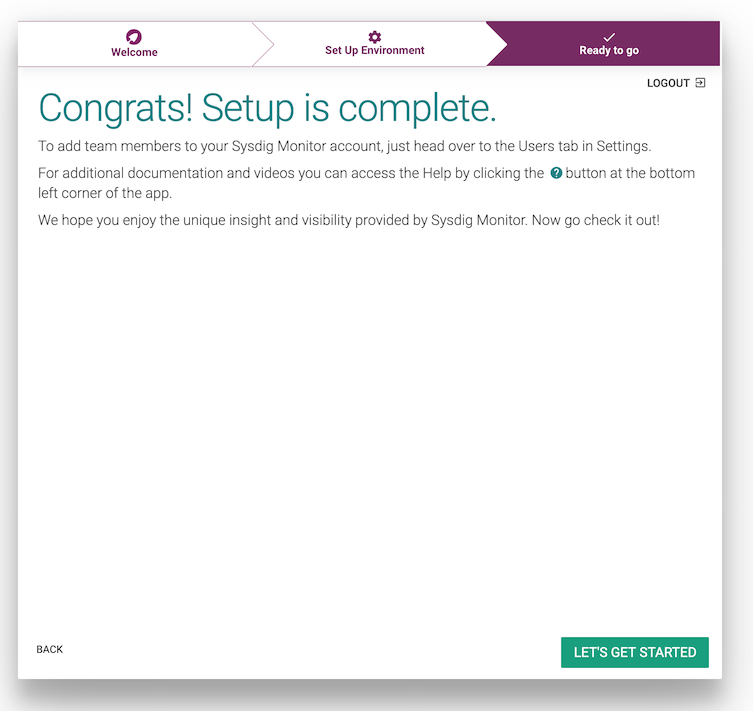 Welcome
Set Up Environment
Ready to go
LOGOUT
Congrats! Setup is complete.
To add team members to your Sysdig Monitor account, just head over to the Users tab in Settings.
For additional documentation and videos you can access the Help by clicking the ? button at the bottom
left corner of the app.
We hope you enjoy the unique insight and visibility provided by Sysdig Monitor. Now go check it out!
BACK
LET'S GET STARTED